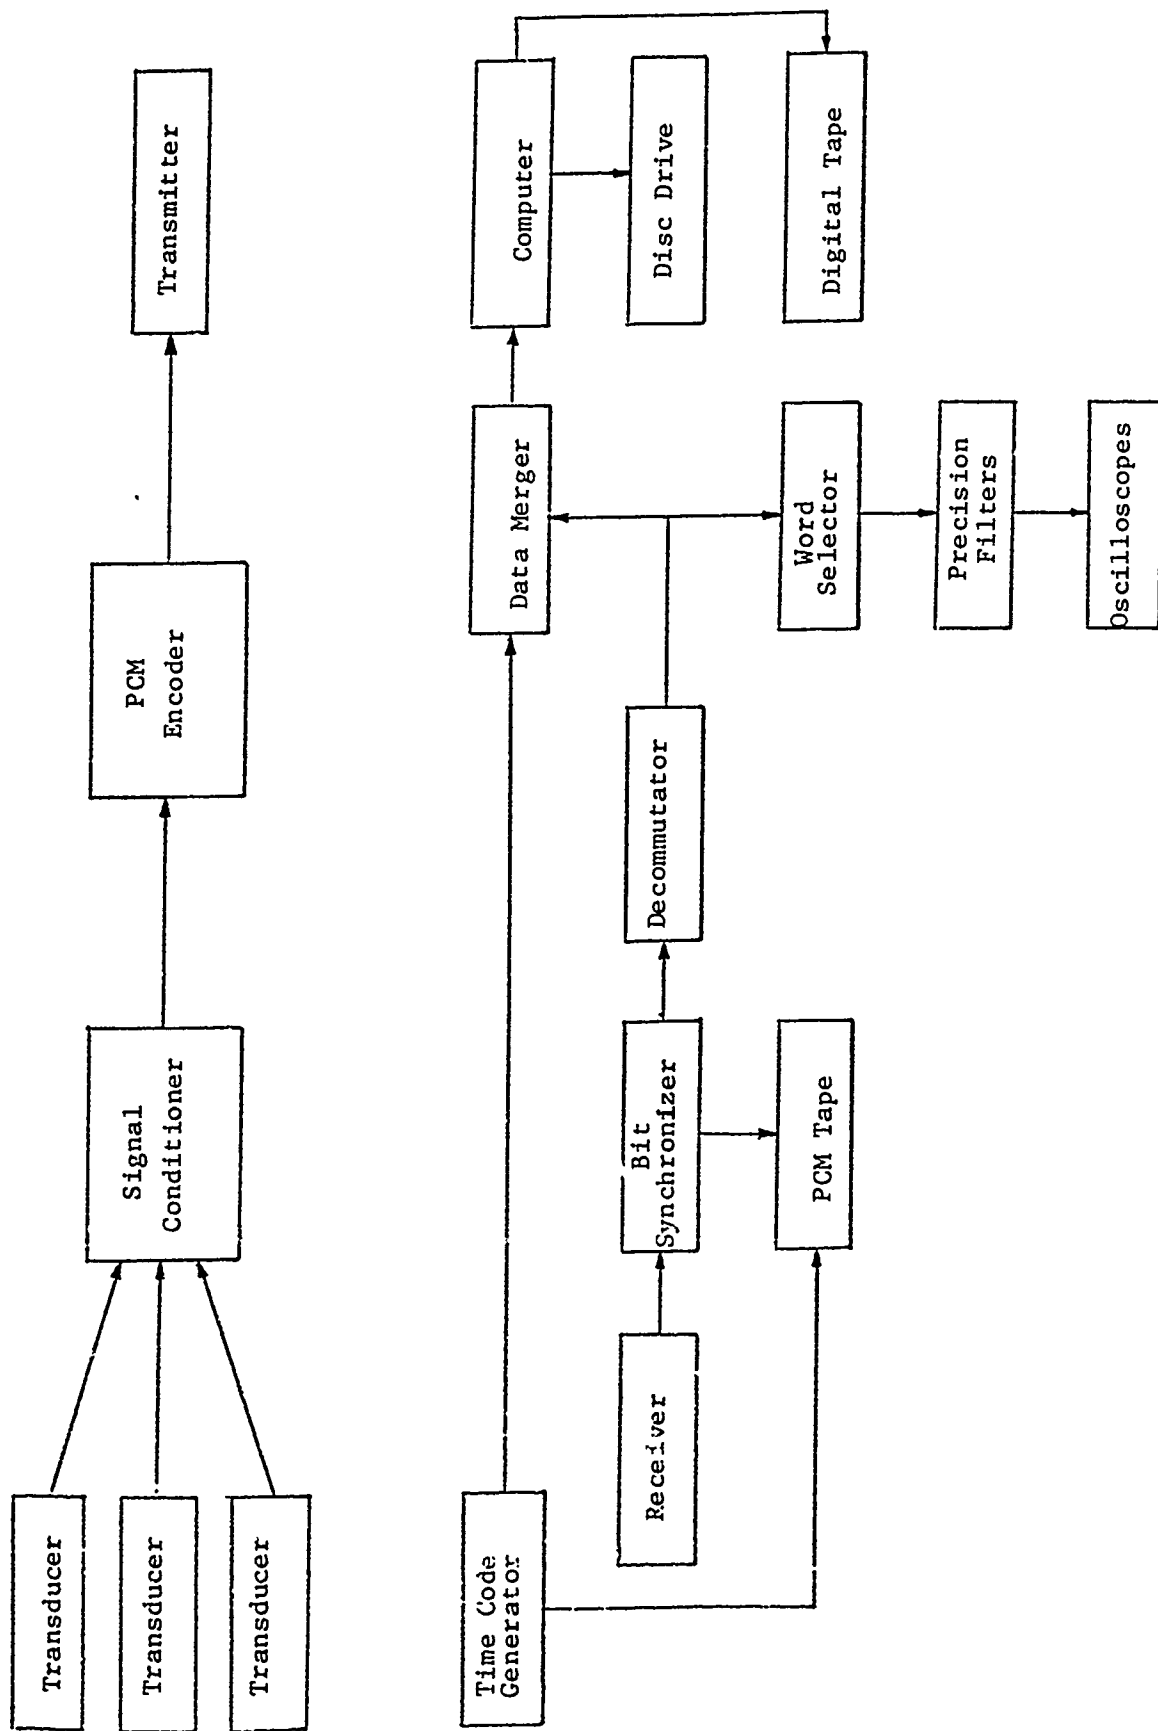 Transducer
Transducer
Transducer
Signal
Conditioner
PCM
Encoder
Transmitter
Time Code
Generator
Receiver
Bit
Synchronizer
PCM Tape
Decommutator
Data Merger
Word
Selector
Precision
Filters
Oscilloscopes
Computer
Disc Drive
Digital Tape